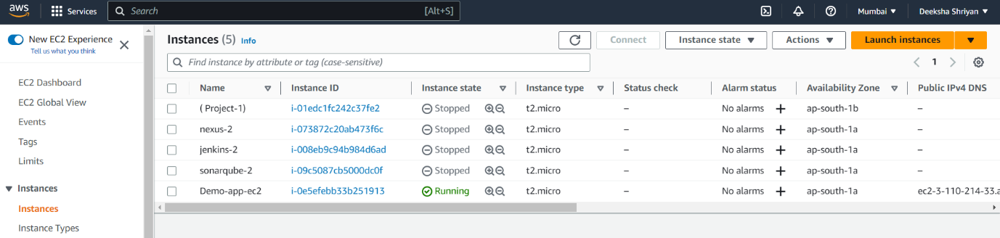 aws Services Search [Alt+S] Mumbai ▼ Deeksha Shriyan ▼
New EC2 Experience
Tell us what you think
EC2 Dashboard
EC2 Global View
Events
Tags
Limits
Instances
Instances
Instance Types
Instances (5) Info Connect Instance state ▼ Actions ▼ Launch instances ▼
Find instance by attribute or tag (case-sensitive) 1
Name Instance ID Instance state Instance type Status check Alarm status Availability Zone Public IPv4 DNS
( Project-1) i-01edc1fc242c37fe2 Stopped t2.micro – No alarms + ap-south-1b –
nexus-2 i-073872c20ab473f6c Stopped t2.micro – No alarms + ap-south-1a –
jenkins-2 i-008eb9c94b984d6ad Stopped t2.micro – No alarms + ap-south-1a –
sonarqube-2 i-09c5087cb5000dc0f Stopped t2.micro – No alarms + ap-south-1a –
Demo-app-ec2 i-0e5efebb33b251913 Running t2.micro – No alarms + ap-south-1a ec2-3-110-214-33.a